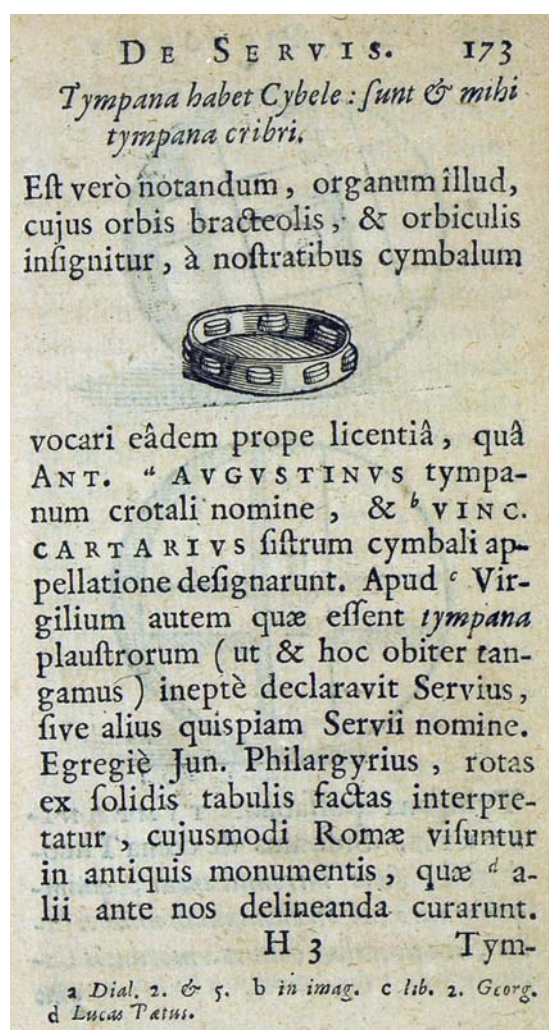 DE SERVIS. 173
Tympana habet Cybele : ſunt & mihi
tympana cribri.
Eſt verò notandum, organum illud,
cujus orbis bracteolis, & orbiculis
inſignitur, à noſtratibus cymbalum
vocari eâdem prope licentiâ, quâ
ANT. a AVGVSTINVS tympa-
num crotali nomine, & b VINC.
CARTARIVS ſiſtrum cymbali ap-
pellatione deſignarunt. Apud c Vir-
gilium autem quæ eſſent tympana
plauſtrorum (ut & hoc obiter tan-
gamus) ineptè declaravit Servius,
ſive alius quiſpiam Servii nomine.
Egregiè Jun. Philargyrius, rotas
ex ſolidis tabulis factas interpre-
tatur, cujuſmodi Romæ viſuntur
in antiquis monumentis, quæ d a-
lii ante nos delineanda curarunt.
H 3 Tym-
a Dial. 2. & 5. b in imag. c lib. 2. Georg.
d Lucas Pætus.